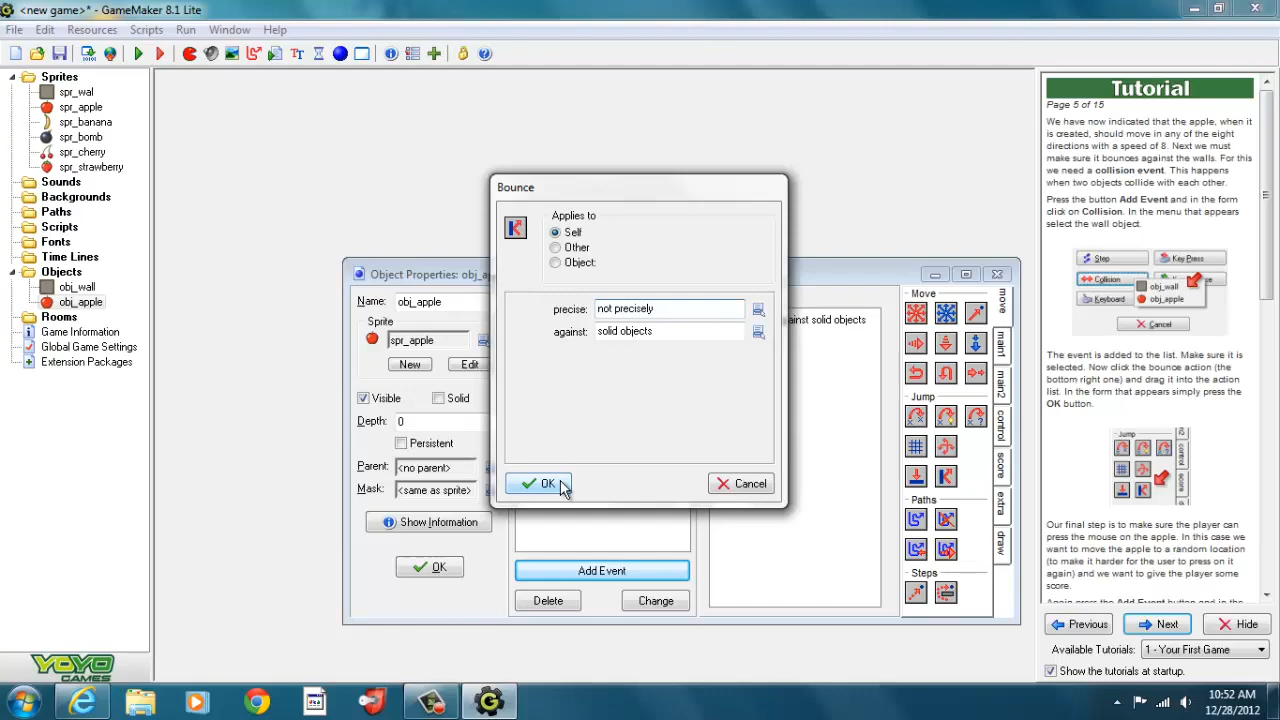 <new game>* - GameMaker 8.1 Lite
File Edit Resources Scripts Run Window Help
Sprites
spr_wal
spr_apple
spr_banana
spr_bomb
spr_cherry
spr_strawberry
Sounds
Backgrounds
Paths
Scripts
Fonts
Time Lines
Objects
obj_wall
obj_apple
Rooms
Game Information
Global Game Settings
Extension Packages
YOYO
GAMES
Object Properties: obj_a
Name: obj_apple
Sprite
spr_apple
New Edit
Visible Solid
Depth: 0
Persistent
Parent: <no parent>
Mask: <same as sprite>
Show Information
OK
Bounce
Applies to
Self
Other
Object:
precise: not precisely
against: solid objects
OK Cancel
Add Event
Delete Change
solid objects
Move
Jump
Paths
Steps
move
main1
main2
control
score
extra
draw
Tutorial
Page 5 of 15
We have now indicated that the apple, when it
is created, should move in any of the eight
directions with a speed of 8. Next we must
make sure it bounces against the walls. For this
we need a collision event. This happens
when two objects collide with each other.
Press the button Add Event and in the form
click on Collision. In the menu that appears
select the wall object.
Step Key Press
Collision
obj_wall
Keyboard obj_apple
Cancel
The event is added to the list. Make sure it is
selected. Now click the bounce action (the
bottom right one) and drag it into the action
list. In the form that appears simply press the
OK button.
Jump
control
Our final step is to make sure the player can
press the mouse on the apple. In this case we
want to move the apple to a random location
(to make it harder for the user to press on it
again) and we want to give the player some
score.
Again press the Add Event button and in the
Previous Next Hide
Available Tutorials: 1 - Your First Game
Show the tutorials at startup.
10:52 AM
12/28/2012